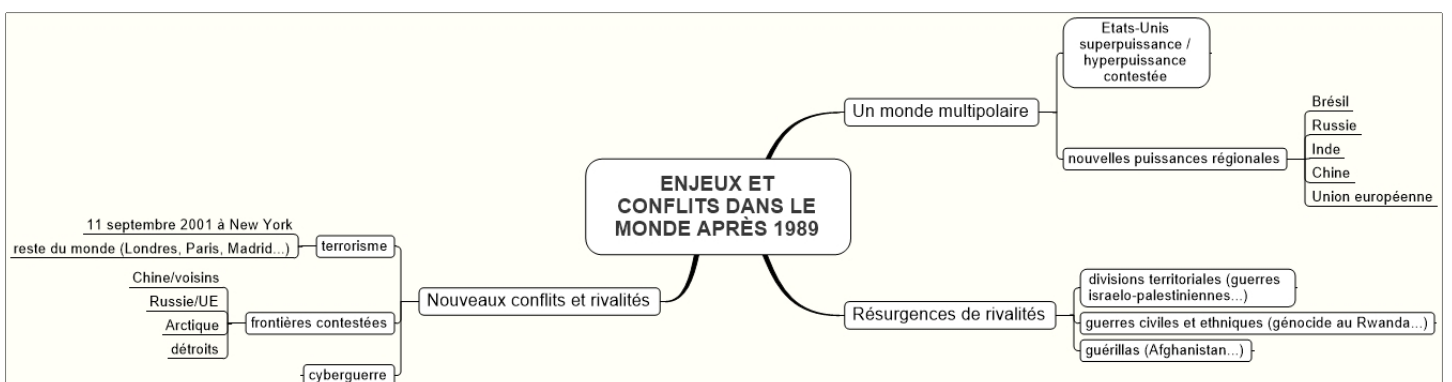 ENJEUX ET
CONFLITS DANS LE
MONDE APRÈS 1989
Un monde multipolaire
Etats-Unis
superpuissance /
hyperpuissance
contestée
nouvelles puissances régionales
Brésil
Russie
Inde
Chine
Union européenne
Résurgences de rivalités
divisions territoriales (guerres
israelo-palestiniennes...)
guerres civiles et ethniques (génocide au Rwanda...)
guérillas (Afghanistan...)
Nouveaux conflits et rivalités
terrorisme
11 septembre 2001 à New York
reste du monde (Londres, Paris, Madrid...)
frontières contestées
Chine/voisins
Russie/UE
Arctique
détroits
cyberguerre